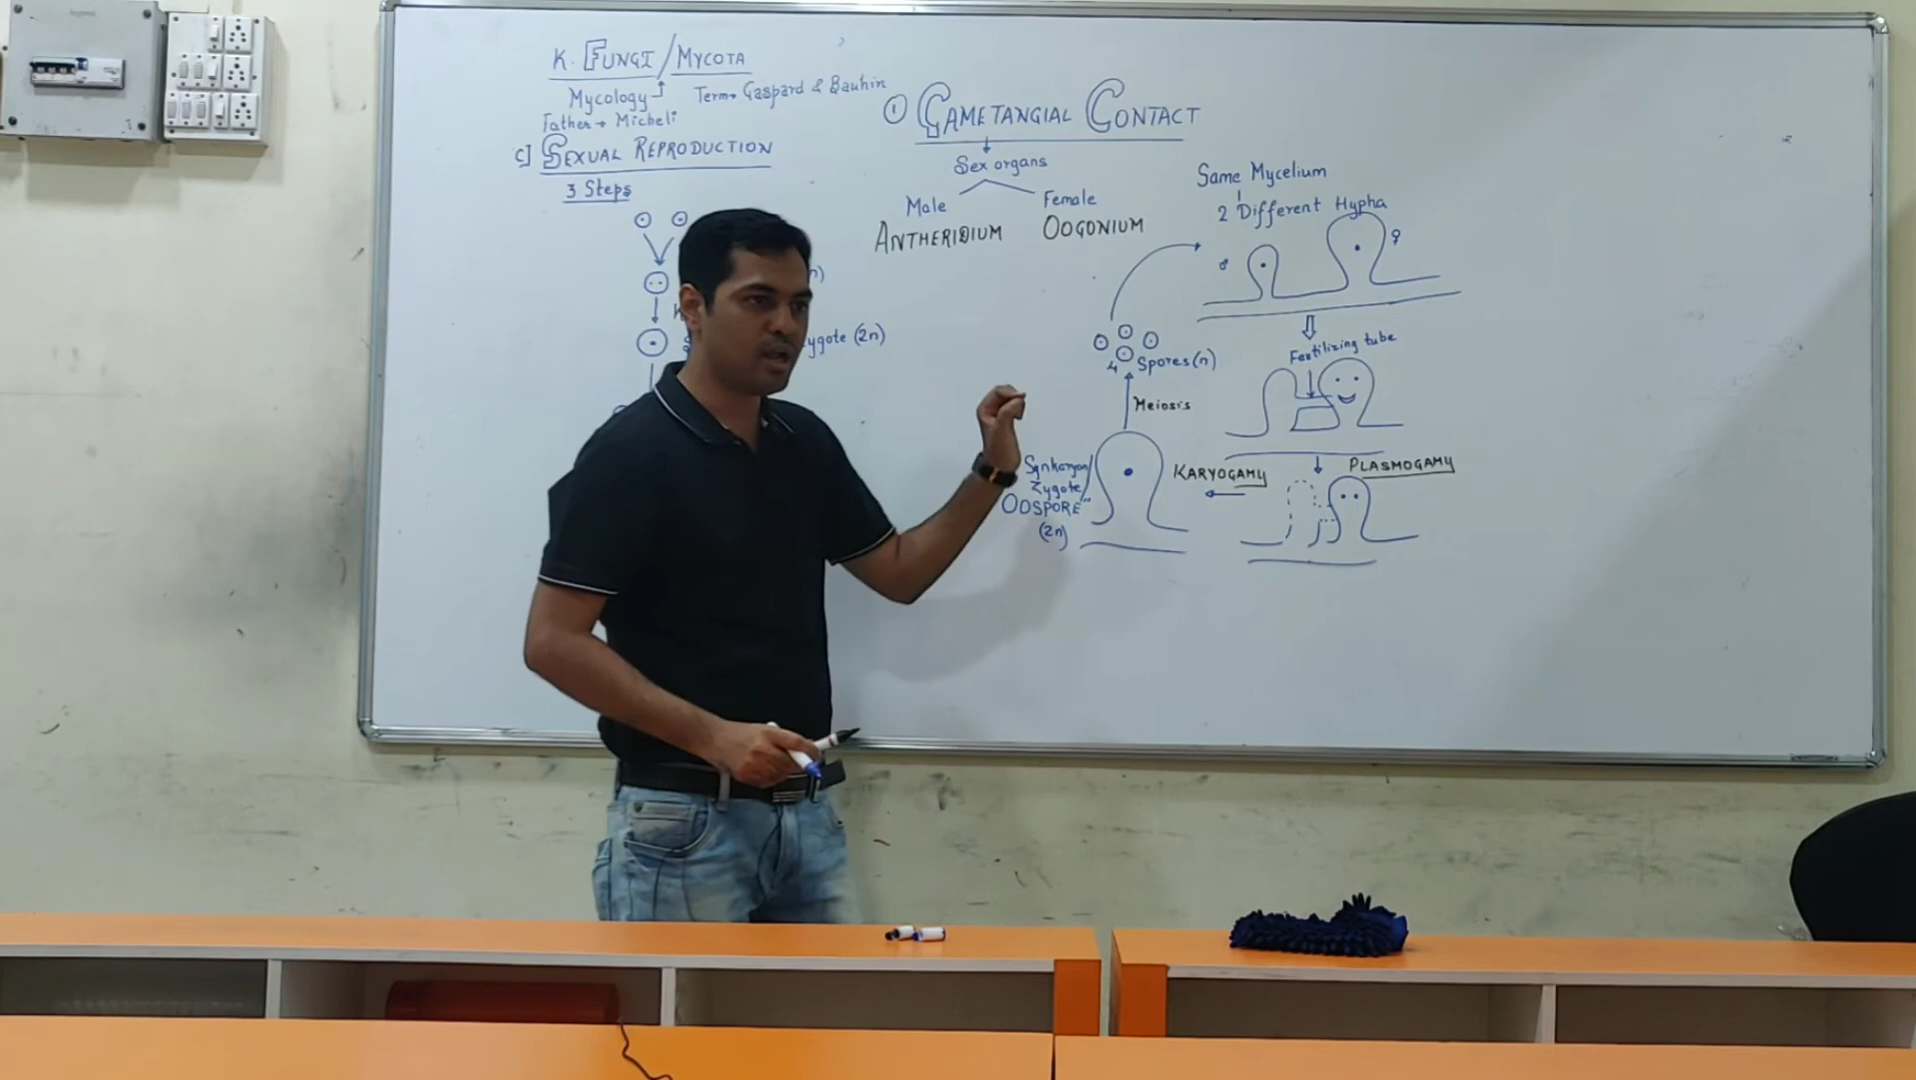 K. FUNGI / MYCOTA
Mycology
Term → Gaspard & Bauhin
Father → Micheli
C] SEXUAL REPRODUCTION
3 Steps
n)
ygote (2n)
① GAMETANGIAL CONTACT
Sex organs
Male
Female
ANTHERIDIUM
OOGONIUM
Same Mycelium
2 Different Hypha
♂
♀
Fertilizing tube
PLASMOGAMY
KARYOGAMY
Synkaryon/
Zygote/
OOSPORE"
(2n)
Meiosis
4 Spores (n)